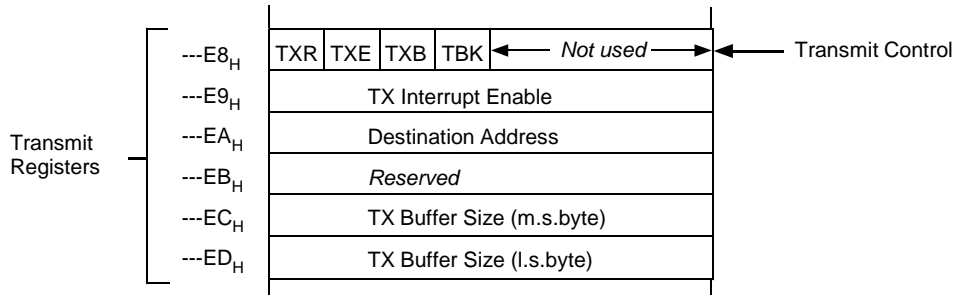 ---E8H TXR TXE TXB TBK Not used Transmit Control
---E9H TX Interrupt Enable
---EAH Destination Address
Transmit
Registers
---EBH Reserved
---ECH TX Buffer Size (m.s.byte)
---EDH TX Buffer Size (l.s.byte)